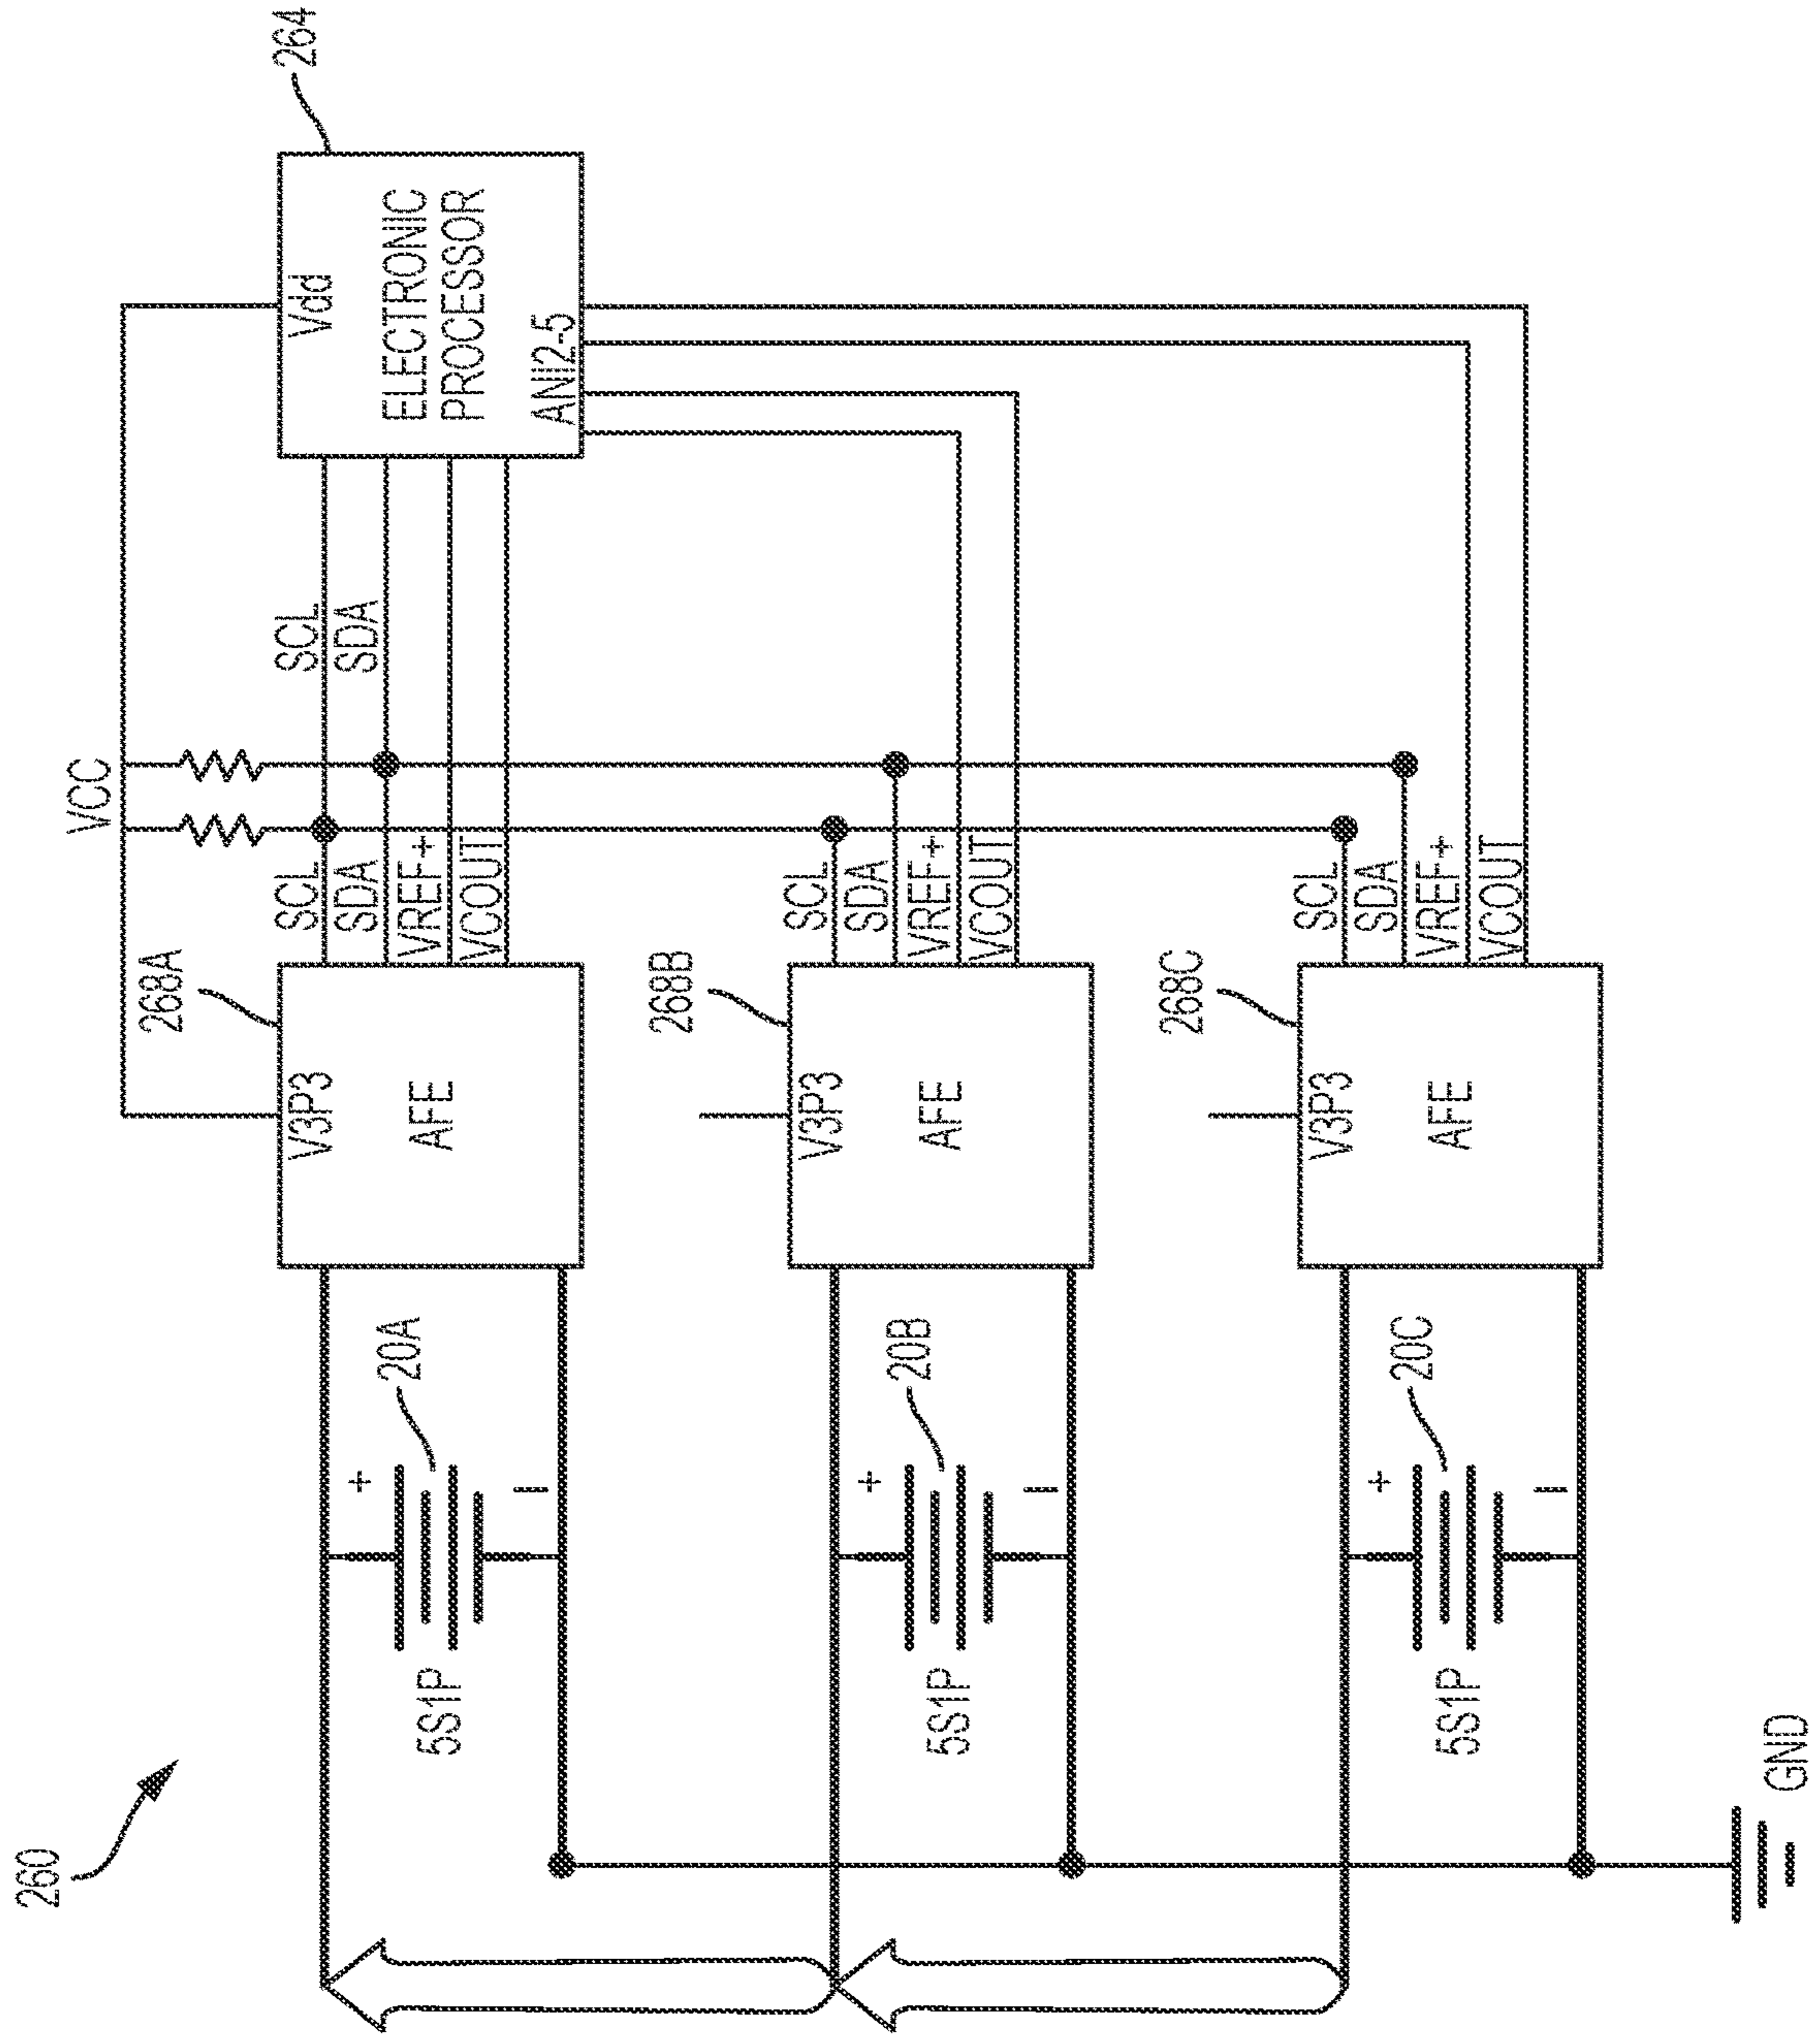 260
264
VCC
Vdd
ELECTRONIC
PROCESSOR
ANI2-5
SCL
SDA
268A
V3P3
AFE
SCL
SDA
VREF+
VCOUT
20A
+
−
5S1P
268B
V3P3
AFE
SCL
SDA
VREF+
VCOUT
20B
+
−
5S1P
268C
V3P3
AFE
SCL
SDA
VREF+
VCOUT
20C
+
−
5S1P
GND